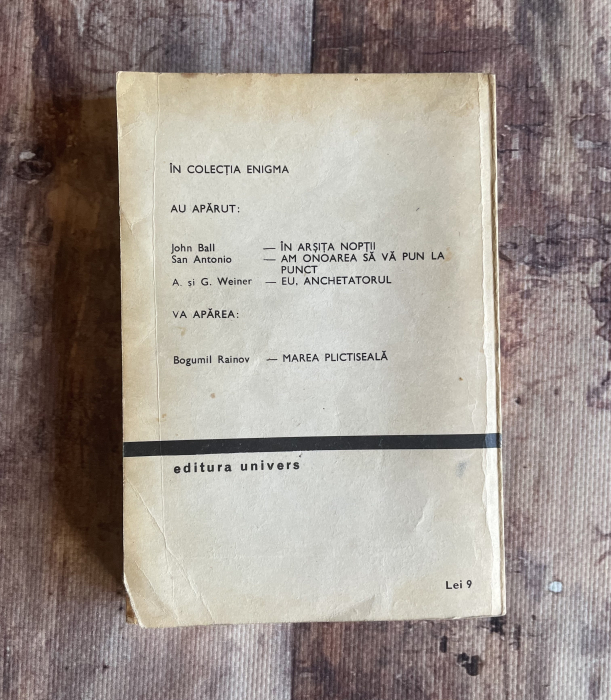 ÎN COLECȚIA ENIGMA
AU APĂRUT:
John Ball — ÎN ARȘIȚA NOPȚII
San Antonio — AM ONOAREA SĂ VĂ PUN LA
PUNCT
A. și G. Weiner — EU, ANCHETATORUL
VA APĂREA:
Bogumil Rainov — MAREA PLICTISEALĂ
editura univers
Lei 9